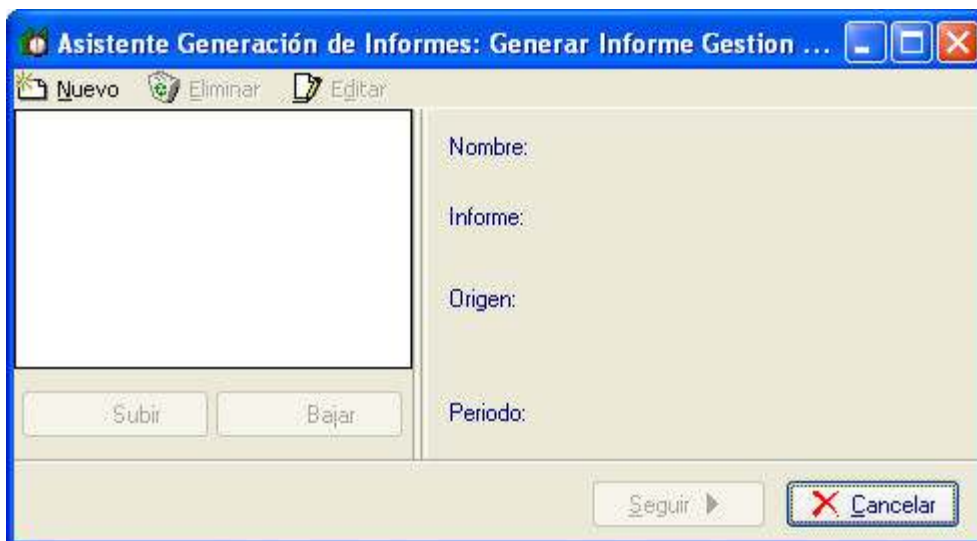 Asistente Generación de Informes: Generar Informe Gestion ...
Nuevo Eliminar Editar
Nombre:
Informe:
Origen:
Subir Bajar Periodo:
Seguir Cancelar